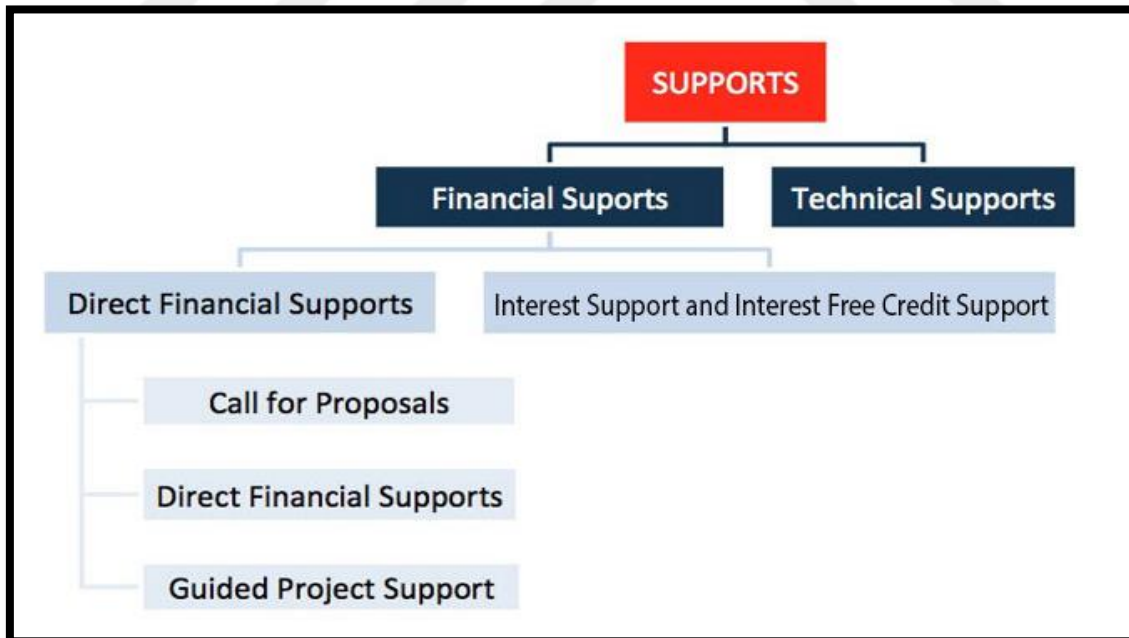 SUPPORTS
Financial Suports
Technical Supports
Direct Financial Supports
Interest Support and Interest Free Credit Support
Call for Proposals
Direct Financial Supports
Guided Project Support